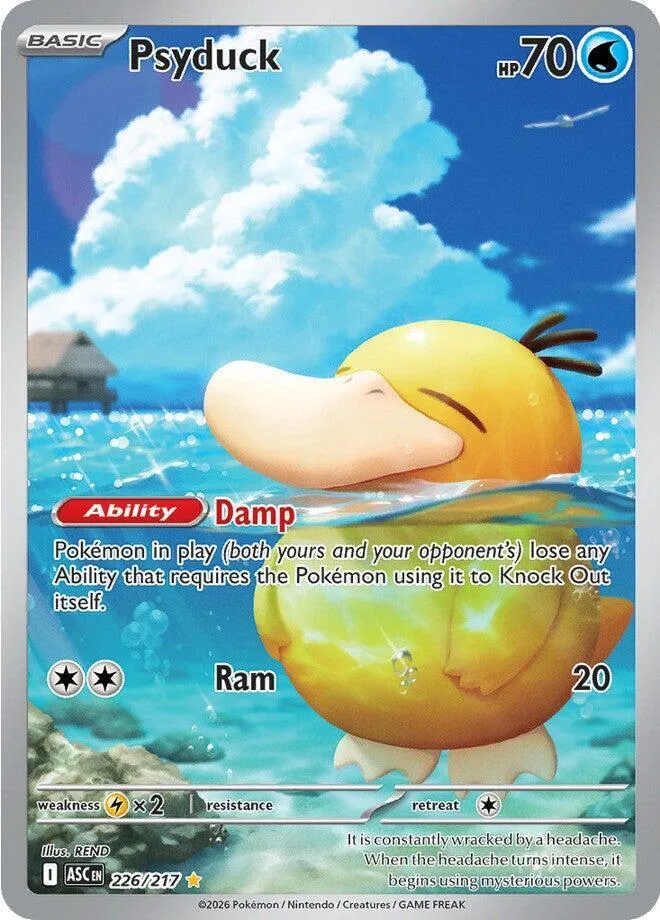 BASIC
Psyduck
HP 70
Ability Damp
Pokémon in play (both yours and your opponent's) lose any
Ability that requires the Pokémon using it to Knock Out
itself.
Ram 20
weakness ×2 resistance retreat
It is constantly wracked by a headache.
When the headache turns intense, it
begins using mysterious powers.
Illus. REND
I ASC EN 226/217
©2026 Pokémon / Nintendo / Creatures / GAME FREAK